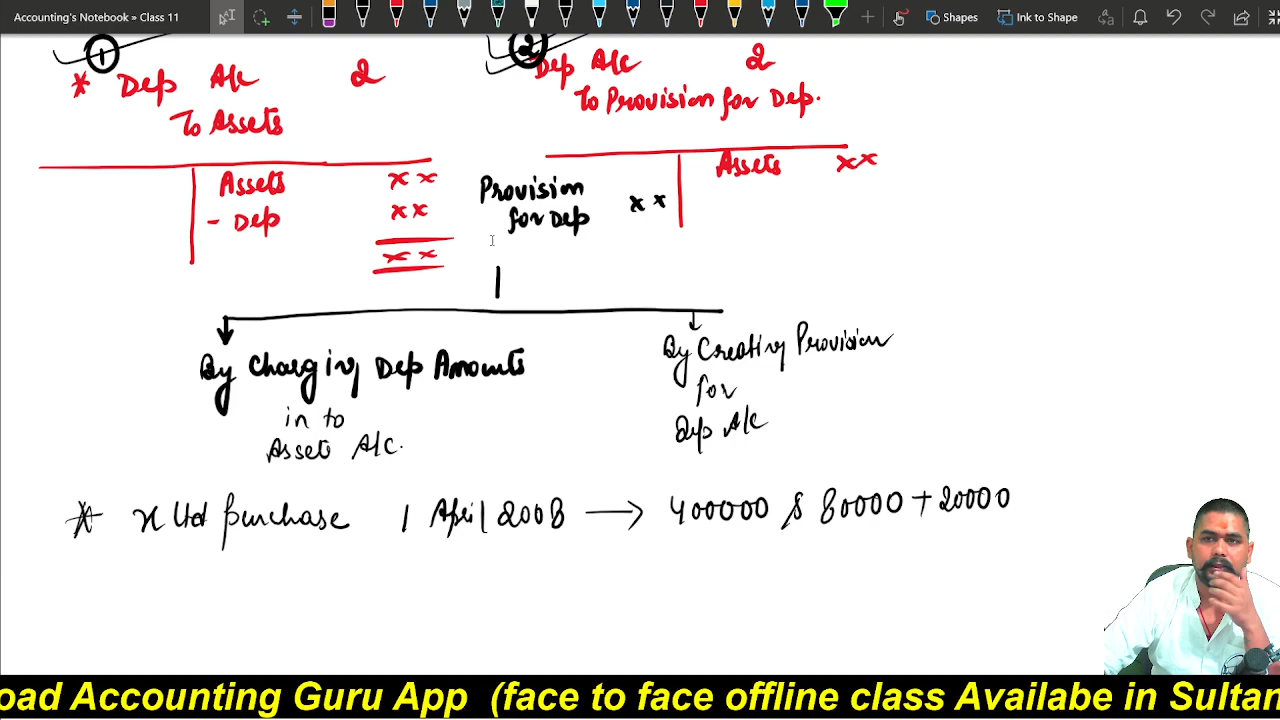 Accounting's Notebook » Class 11
Shapes
Ink to Shape
1
* Dep A/c 2
To Assets
2
Dep A/c 2
To Provision for Dep.
Assets xx
- Dep xx
xx
Provision
for Dep xx
Assets xx
By Charging Dep Amounts
in to
Assets A/c.
By Creating Provision
for
Dep A/c
* x Ltd purchase 1 April 2008 → 400000 & 80000 + 20000
oad Accounting Guru App (face to face offline class Availabe in Sultan